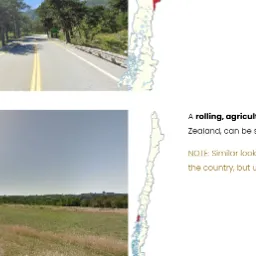 A rolling, agricul
Zealand, can be s
NOTE: Similar look
the country, but u